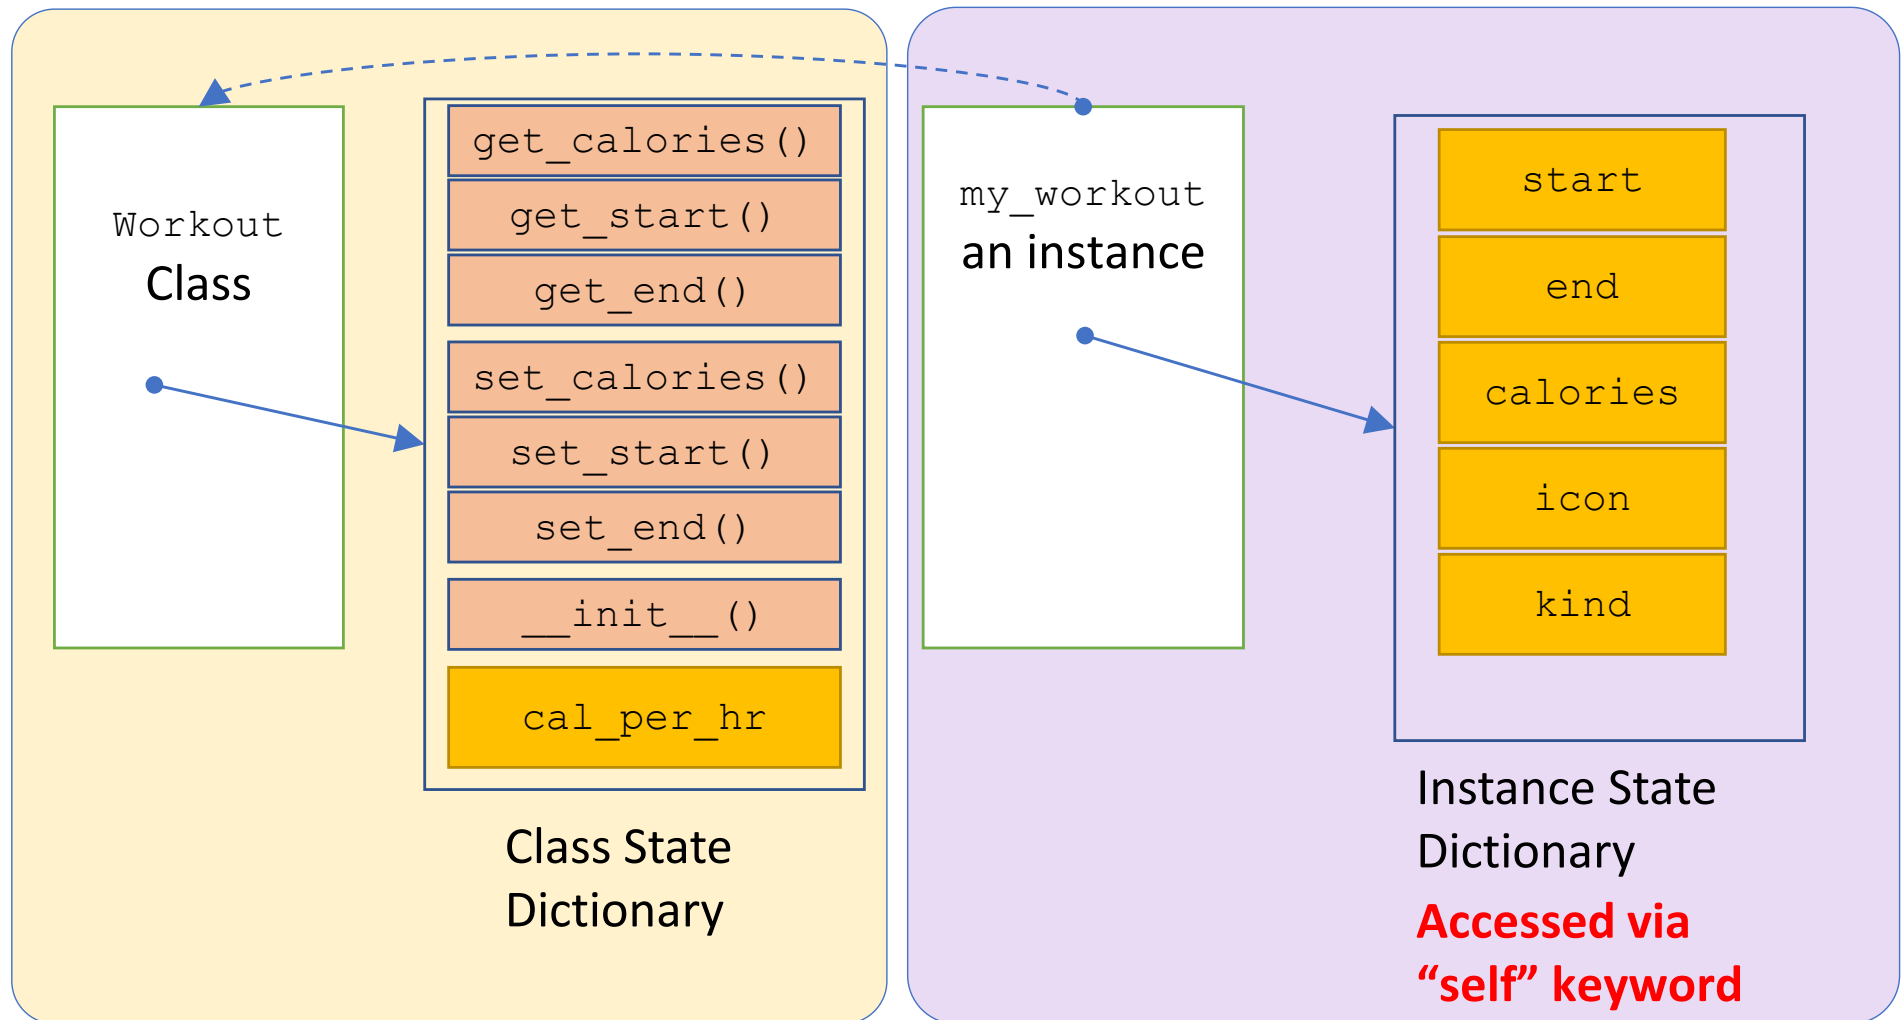 Workout
Class
get_calories()
get_start()
get_end()
set_calories()
set_start()
set_end()
__init__()
cal_per_hr
Class State
Dictionary
my_workout
an instance
start
end
calories
icon
kind
Instance State
Dictionary
Accessed via
“self” keyword